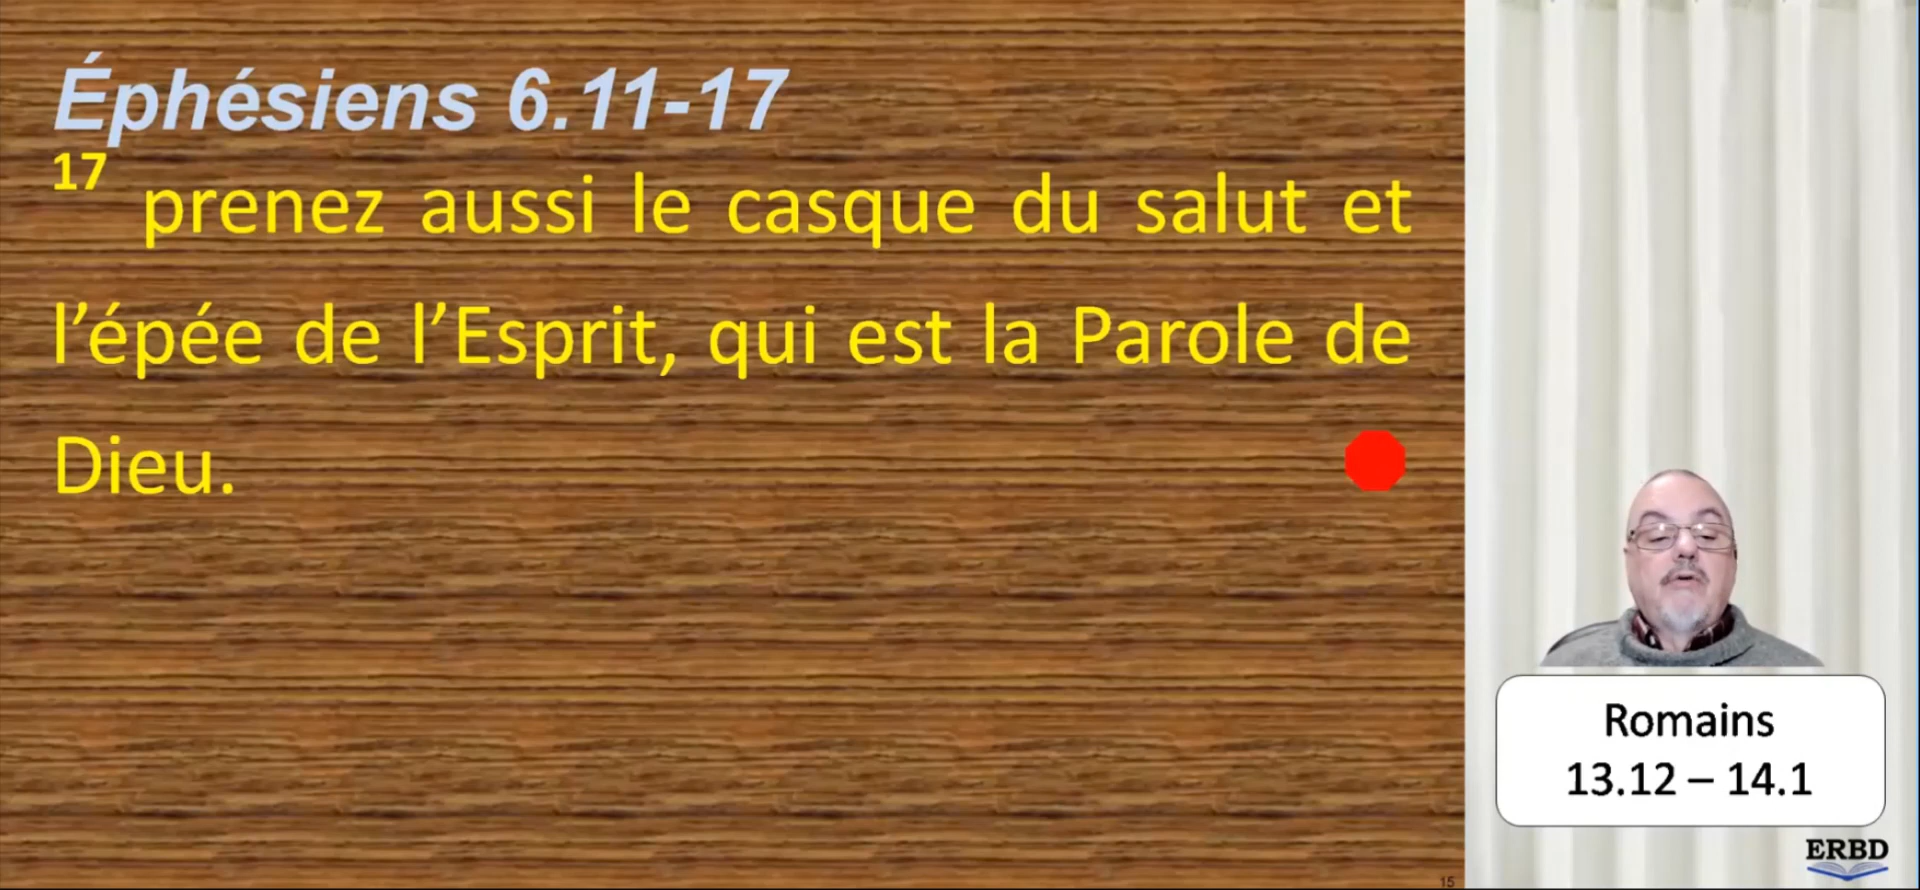 Éphésiens 6.11-17
17 prenez aussi le casque du salut et
l’épée de l’Esprit, qui est la Parole de
Dieu.
Romains
13.12 – 14.1
ERBD
15